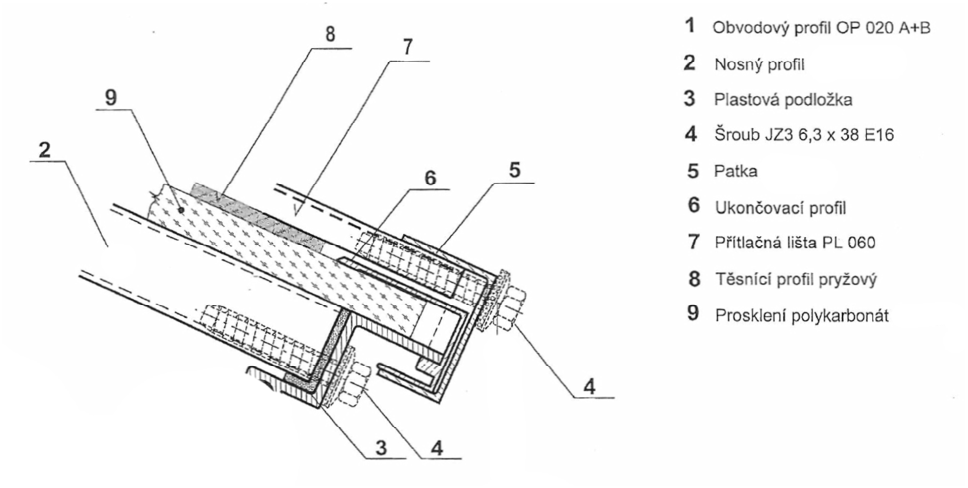 8
7
9
2
6
5
4
3
4
1 Obvodový profil OP 020 A+B
2 Nosný profil
3 Plastová podložka
4 Šroub JZ3 6,3 x 38 E16
5 Patka
6 Ukončovací profil
7 Přítlačná lišta PL 060
8 Těsnící profil pryžový
9 Prosklení polykarbonát